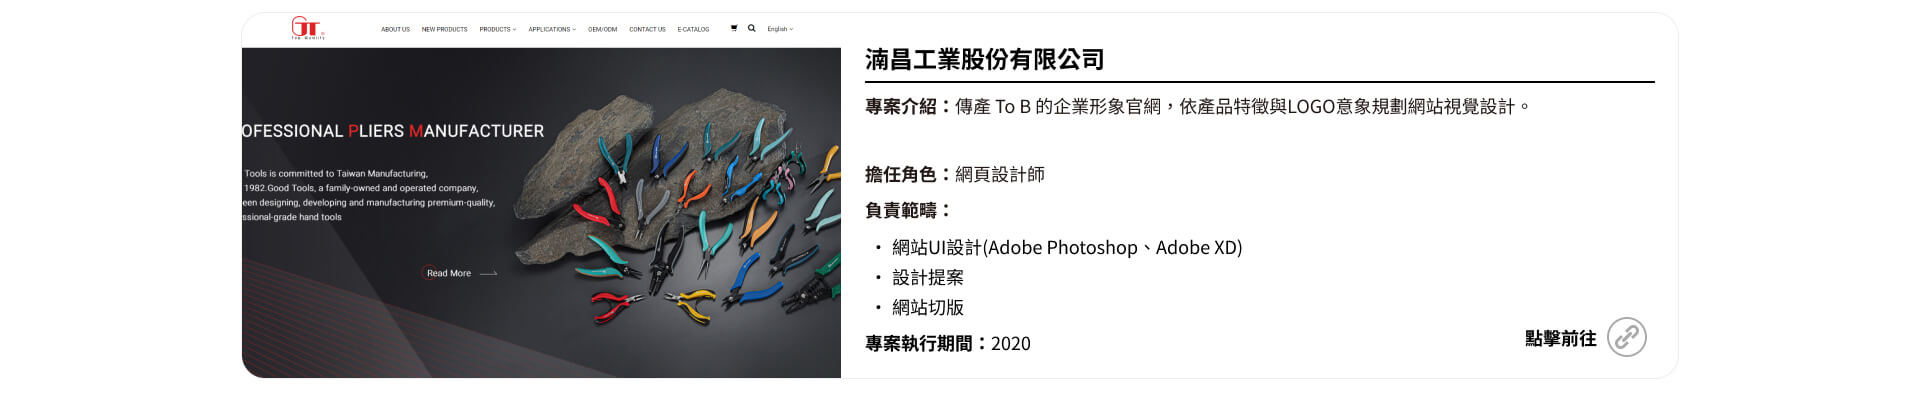 GT
Top Quality
ABOUT US NEW PRODUCTS PRODUCTS APPLICATIONS OEM/ODM CONTACT US E-CATALOG English
OFESSIONAL PLIERS MANUFACTURER
Tools is committed to Taiwan Manufacturing,
1982.Good Tools, a family-owned and operated company,
een designing, developing and manufacturing premium-quality,
ssional-grade hand tools
Read More
湳昌工業股份有限公司
專案介紹：傳產 To B 的企業形象官網，依產品特徵與LOGO意象規劃網站視覺設計。
擔任角色：網頁設計師
負責範疇：
• 網站UI設計(Adobe Photoshop、Adobe XD)
• 設計提案
• 網站切版
專案執行期間：2020
點擊前往